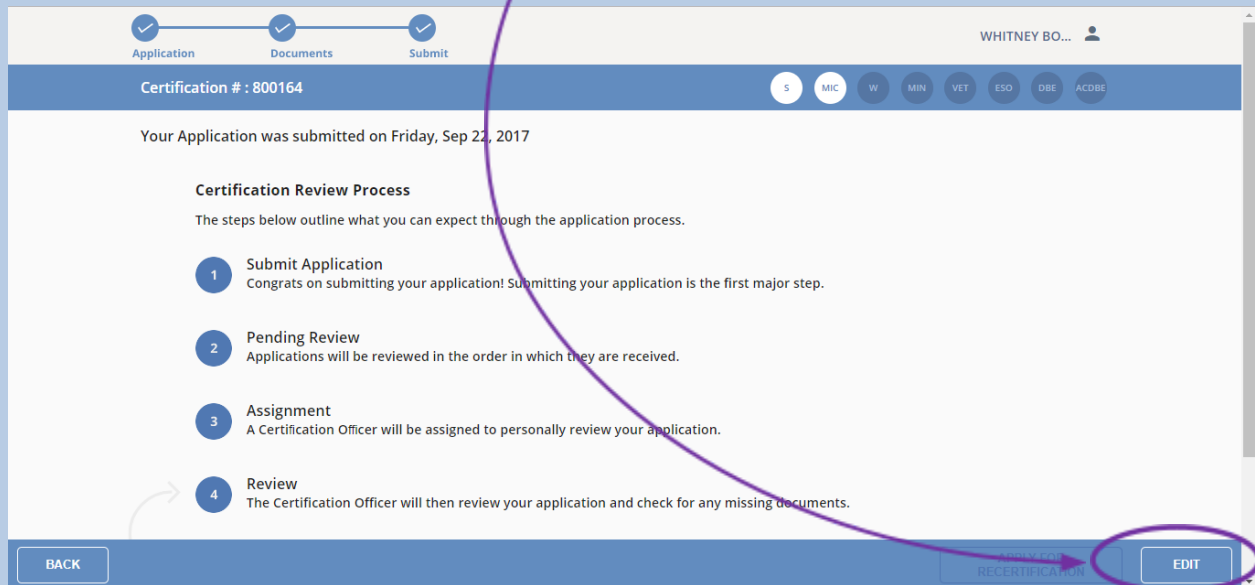 Application Documents Submit
WHITNEY BO...
Certification # : 800164
S MIC W MIN VET ESO DBE ACDBE
Your Application was submitted on Friday, Sep 22, 2017
Certification Review Process
The steps below outline what you can expect through the application process.
1 Submit Application
Congrats on submitting your application! Submitting your application is the first major step.
2 Pending Review
Applications will be reviewed in the order in which they are received.
3 Assignment
A Certification Officer will be assigned to personally review your application.
4 Review
The Certification Officer will then review your application and check for any missing documents.
BACK
APPLY FOR
RECERTIFICATION
EDIT